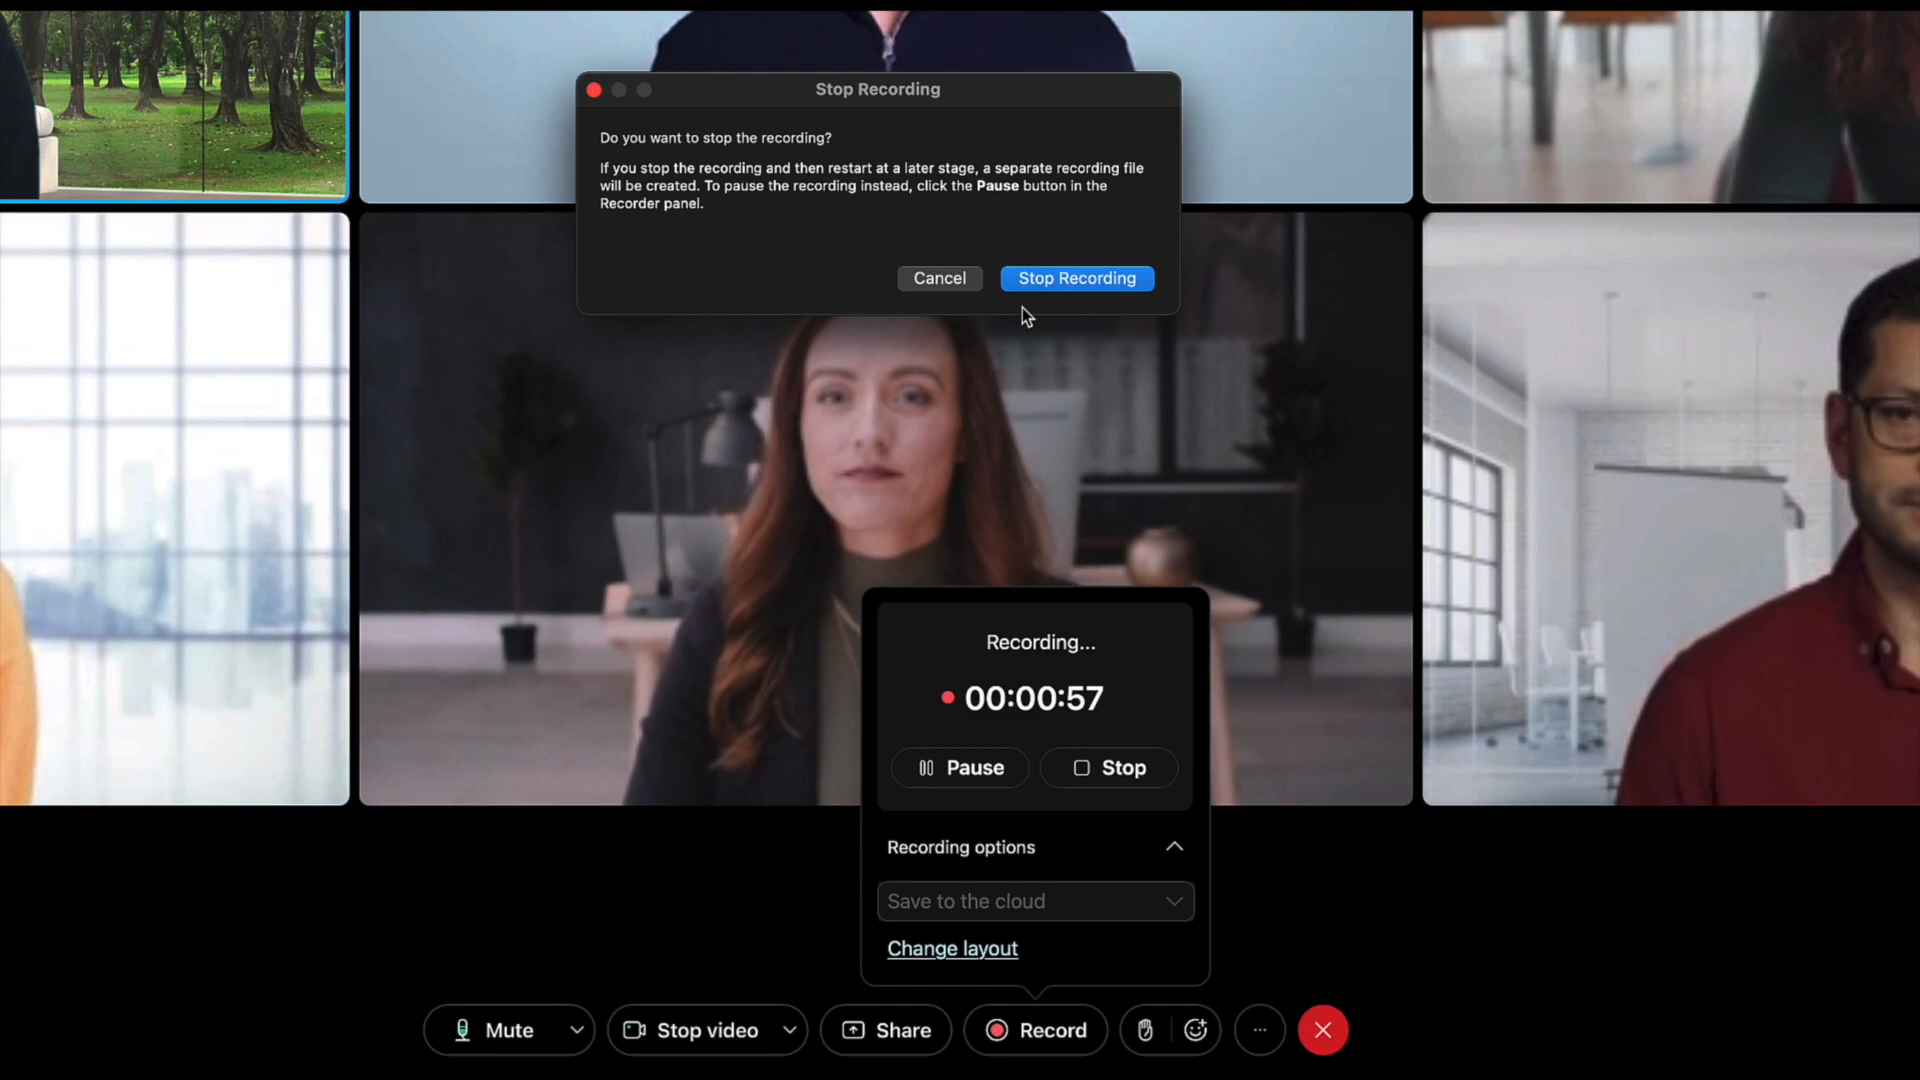 Stop Recording
Do you want to stop the recording?
If you stop the recording and then restart at a later stage, a separate recording file
will be created. To pause the recording instead, click the Pause button in the
Recorder panel.
Cancel
Stop Recording
Recording...
00:00:57
Pause
Stop
Recording options
Save to the cloud
Change layout
Mute
Stop video
Share
Record